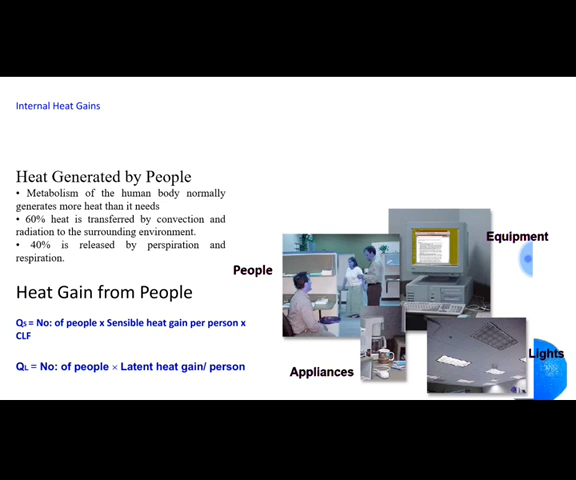 Internal Heat Gains
Heat Generated by People
• Metabolism of the human body normally
generates more heat than it needs
• 60% heat is transferred by convection and
radiation to the surrounding environment.
• 40% is released by perspiration and
respiration.
Heat Gain from People
QS = No: of people x Sensible heat gain per person x
CLF
QL = No: of people × Latent heat gain/ person
People
Equipment
Appliances
Lights